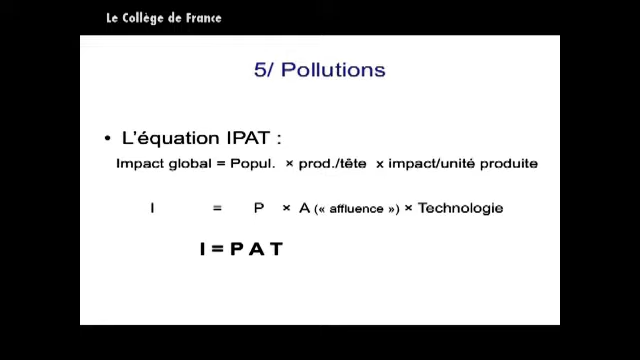 Le Collège de France
5/ Pollutions
• L'équation IPAT :
Impact global = Popul. × prod./tête x impact/unité produite
I = P × A (« affluence ») × Technologie
I = P A T